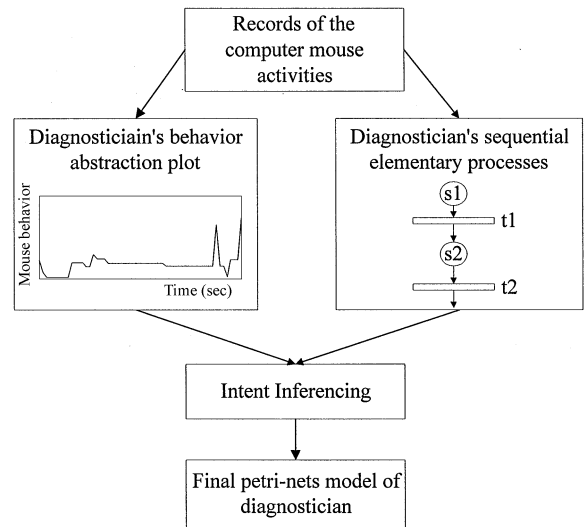 Records of the
computer mouse
activities
Diagnosticiain's behavior
abstraction plot
Mouse behavior
Time (sec)
Diagnostician's sequential
elementary processes
s1
t1
s2
t2
Intent Inferencing
Final petri-nets model of
diagnostician